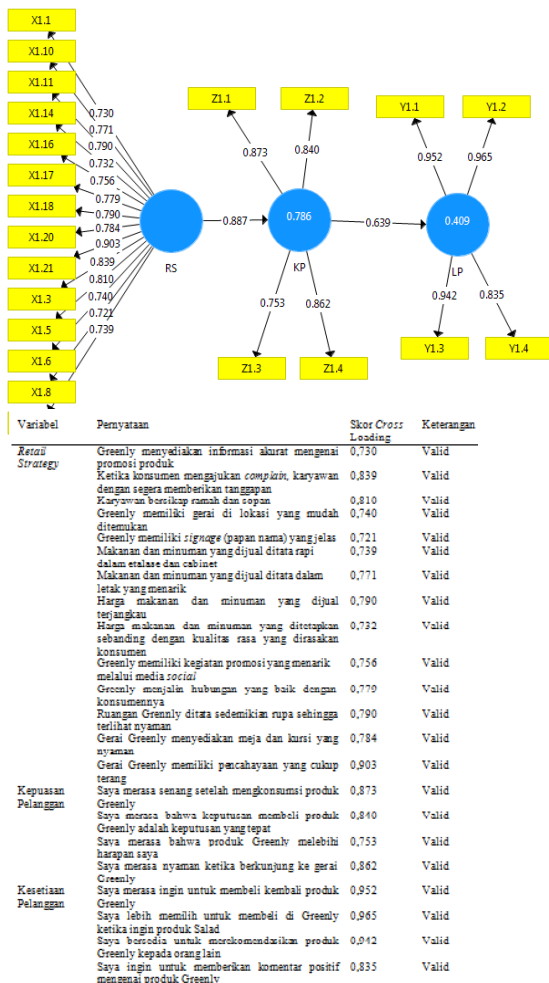 X1.1
X1.10
X1.11
X1.14
X1.16
X1.17
X1.18
X1.20
X1.21
X1.3
X1.5
X1.6
X1.8
0.730
0.771
0.790
0.732
0.756
0.779
0.790
0.784
0.903
0.839
0.810
0.740
0.721
0.739
RS
0.887
Z1.1
Z1.2
0.873
0.840
0.786
KP
0.753
0.862
Z1.3
Z1.4
0.639
Y1.1
Y1.2
0.952
0.965
0.409
LP
0.942
0.835
Y1.3
Y1.4
Variabel Pernyataan Skor Cross Keterangan
Loading
Retail Greenly menyediakan informasi akurat mengenai 0,730 Valid
Strategy promosi produk
Ketika konsumen mengajukan complain, karyawan 0,839 Valid
dengan segera memberikan tanggapan
Karyawan bersikap ramah dan sopan 0,810 Valid
Greenly memiliki gerai di lokasi yang mudah 0,740 Valid
ditemukan
Greenly memiliki signage (papan nama) yang jelas 0,721 Valid
Makanan dan minuman yang dijual ditata rapi 0,739 Valid
dalam etalase dan cabinet
Makanan dan minuman yang dijual ditata dalam 0,771 Valid
letak yang menarik
Harga makanan dan minuman yang dijual 0,790 Valid
terjangkau
Harga makanan dan minuman yang ditetapkan 0,732 Valid
sebanding dengan kualitas rasa yang dirasakan
konsumen
Greenly memiliki kegiatan promosi yang menarik 0,756 Valid
melalui media social
Greenly menjalin hubungan yang baik dengan 0,779 Valid
konsumennya
Ruangan Grennly ditata sedemikian rupa sehingga 0,790 Valid
terlihat nyaman
Gerai Greenly menyediakan meja dan kursi yang 0,784 Valid
nyaman
Gerai Greenly memiliki pencahayaan yang cukup 0,903 Valid
terang
Kepuasan Saya merasa senang setelah mengkonsumsi produk 0,873 Valid
Pelanggan Greenly
Saya merasa bahwa keputusan membeli produk 0,840 Valid
Greenly adalah keputusan yang tepat
Saya merasa bahwa produk Greenly melebihi 0,753 Valid
harapan saya
Saya merasa nyaman ketika berkunjung ke gerai 0,862 Valid
Greenly
Kesetiaan Saya merasa ingin untuk membeli kembali produk 0,952 Valid
Pelanggan Greenly
Saya lebih memilih untuk membeli di Greenly 0,965 Valid
ketika ingin produk Salad
Saya bersedia untuk merekomendasikan produk 0,942 Valid
Greenly kepada orang lain
Saya ingin untuk memberikan komentar positif 0,835 Valid
mengenai produk Greenly